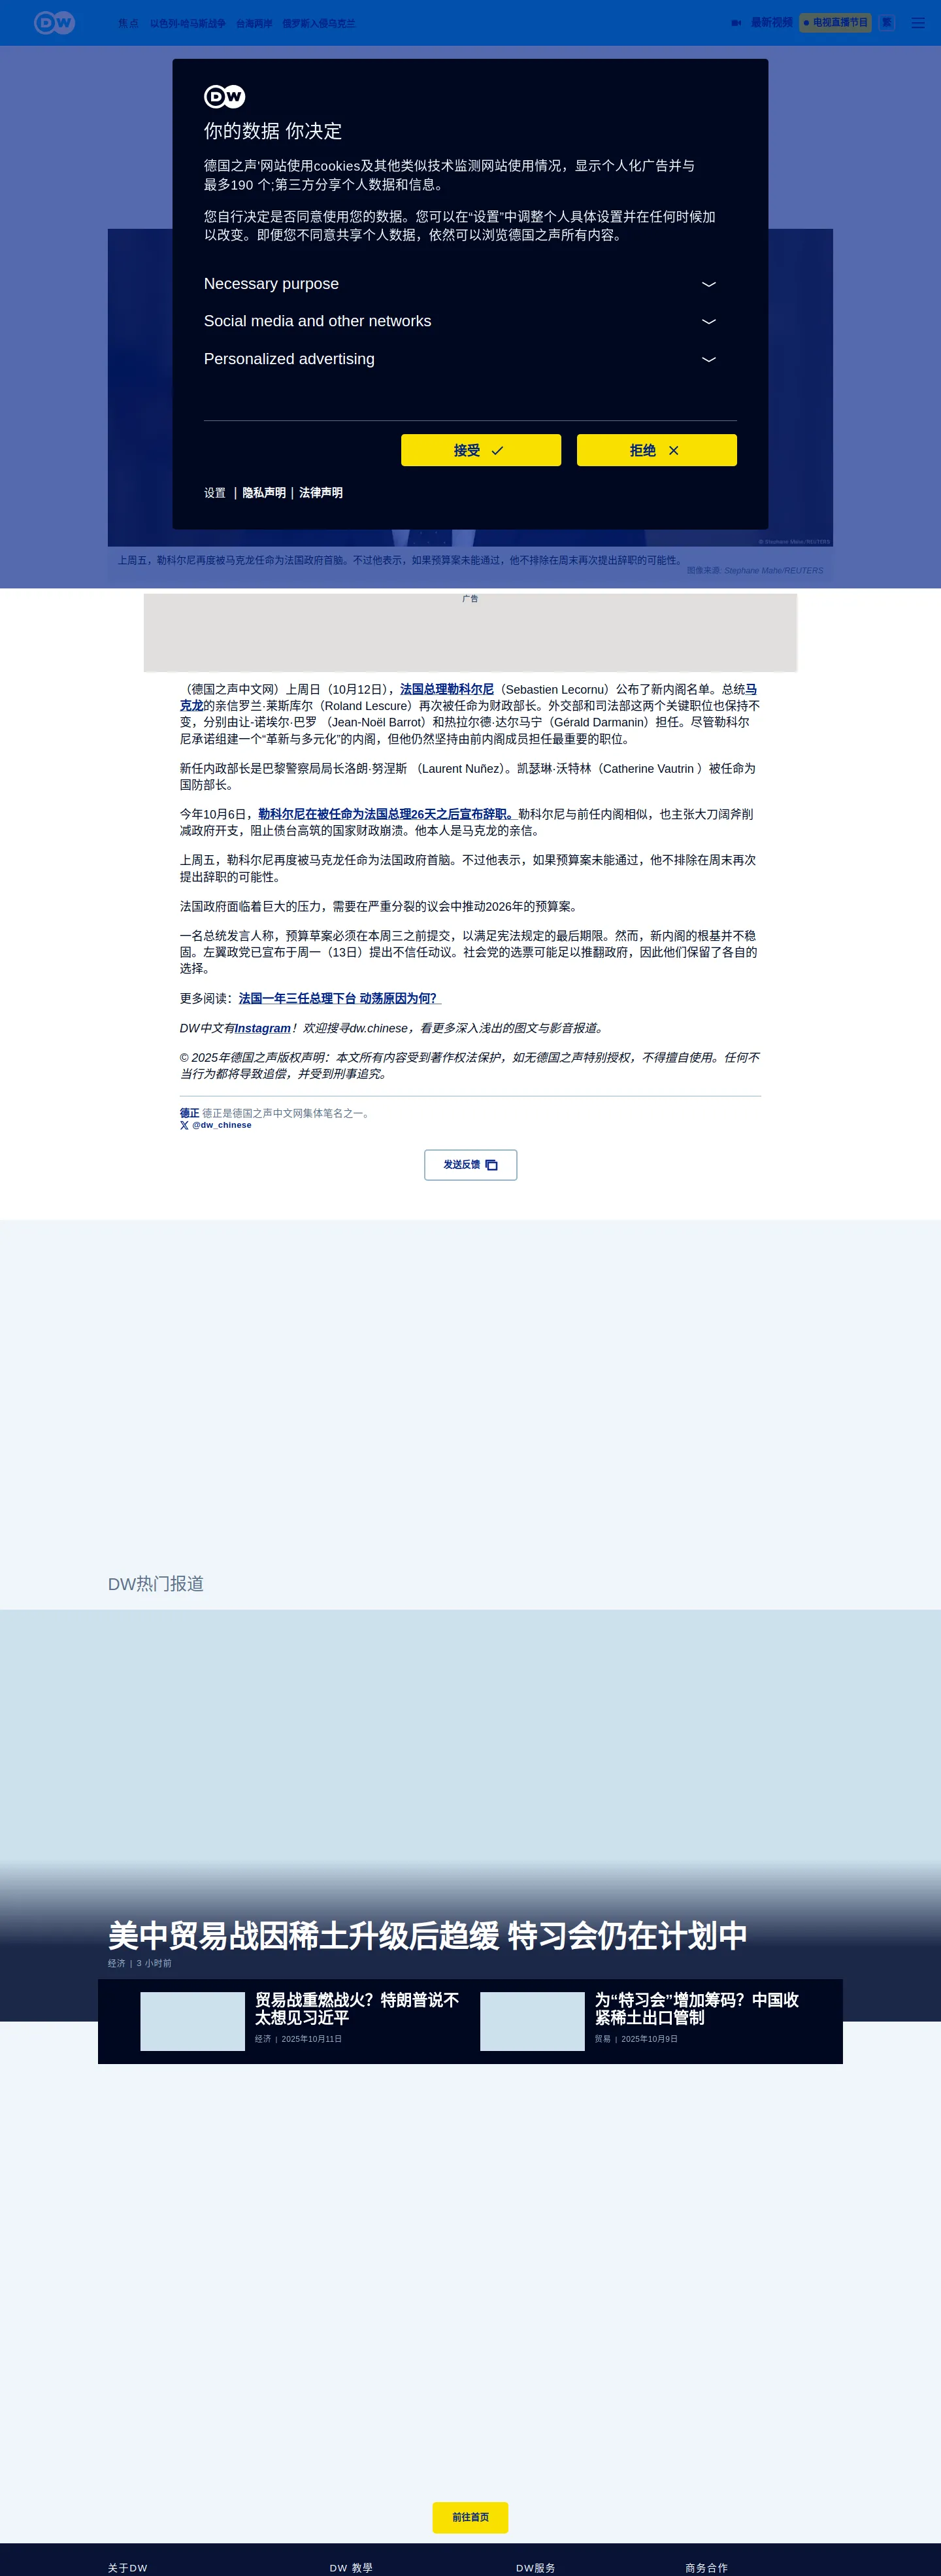 DW
焦点 以色列-哈马斯战争 台海两岸 俄罗斯入侵乌克兰 最新视频 电视直播节目 繁
DW
你的数据 你决定
德国之声'网站使用cookies及其他类似技术监测网站使用情况，显示个人化广告并与
最多190 个;第三方分享个人数据和信息。
您自行决定是否同意使用您的数据。您可以在“设置”中调整个人具体设置并在任何时候加
以改变。即便您不同意共享个人数据，依然可以浏览德国之声所有内容。
Necessary purpose
Social media and other networks
Personalized advertising
接受 拒绝
设置 | 隐私声明 | 法律声明
© Stephane Mahe/REUTERS
上周五，勒科尔尼再度被马克龙任命为法国政府首脑。不过他表示，如果预算案未能通过，他不排除在周末再次提出辞职的可能性。
图像来源: Stephane Mahe/REUTERS
广告
（德国之声中文网）上周日（10月12日），法国总理勒科尔尼（Sebastien Lecornu）公布了新内阁名单。总统马
克龙的亲信罗兰·莱斯库尔（Roland Lescure）再次被任命为财政部长。外交部和司法部这两个关键职位也保持不
变，分别由让-诺埃尔·巴罗 （Jean-Noël Barrot）和热拉尔德·达尔马宁（Gérald Darmanin）担任。尽管勒科尔
尼承诺组建一个“革新与多元化”的内阁，但他仍然坚持由前内阁成员担任最重要的职位。
新任内政部长是巴黎警察局局长洛朗·努涅斯 （Laurent Nuñez）。凯瑟琳·沃特林（Catherine Vautrin ）被任命为
国防部长。
今年10月6日，勒科尔尼在被任命为法国总理26天之后宣布辞职。勒科尔尼与前任内阁相似，也主张大刀阔斧削
减政府开支，阻止债台高筑的国家财政崩溃。他本人是马克龙的亲信。
上周五，勒科尔尼再度被马克龙任命为法国政府首脑。不过他表示，如果预算案未能通过，他不排除在周末再次
提出辞职的可能性。
法国政府面临着巨大的压力，需要在严重分裂的议会中推动2026年的预算案。
一名总统发言人称，预算草案必须在本周三之前提交，以满足宪法规定的最后期限。然而，新内阁的根基并不稳
固。左翼政党已宣布于周一（13日）提出不信任动议。社会党的选票可能足以推翻政府，因此他们保留了各自的
选择。
更多阅读：法国一年三任总理下台 动荡原因为何？
DW中文有Instagram！欢迎搜寻dw.chinese，看更多深入浅出的图文与影音报道。
© 2025年德国之声版权声明：本文所有内容受到著作权法保护，如无德国之声特别授权，不得擅自使用。任何不
当行为都将导致追偿，并受到刑事追究。
德正 德正是德国之声中文网集体笔名之一。
@dw_chinese
发送反馈
DW热门报道
美中贸易战因稀土升级后趋缓 特习会仍在计划中
经济 | 3 小时前
贸易战重燃战火？特朗普说不
太想见习近平
经济 | 2025年10月11日
为“特习会”增加筹码？中国收
紧稀土出口管制
贸易 | 2025年10月9日
前往首页
关于DW DW 教學 DW服务 商务合作